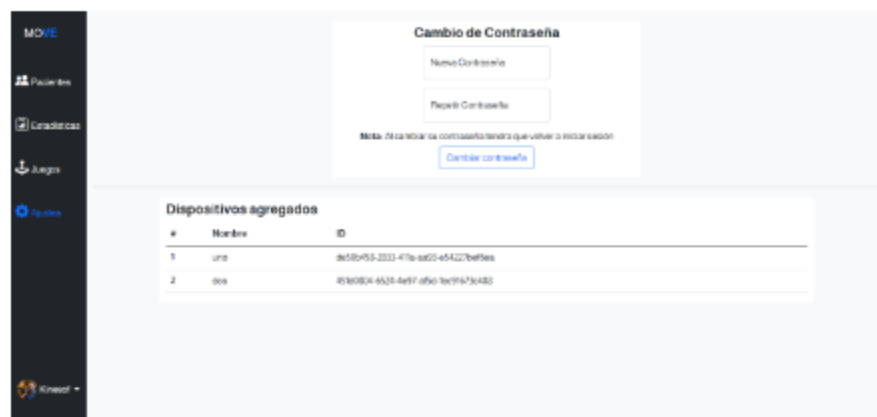 MOVE
Pacientes
Estadísticas
Juegos
Ajustes
Cambio de Contraseña
Nueva Contraseña
Repetir Contraseña
Nota: Al cambiar su contraseña tendrá que volver a iniciar sesión
Cambiar contraseña
Dispositivos agregados
# Nombre ID
1 uno
2 dos